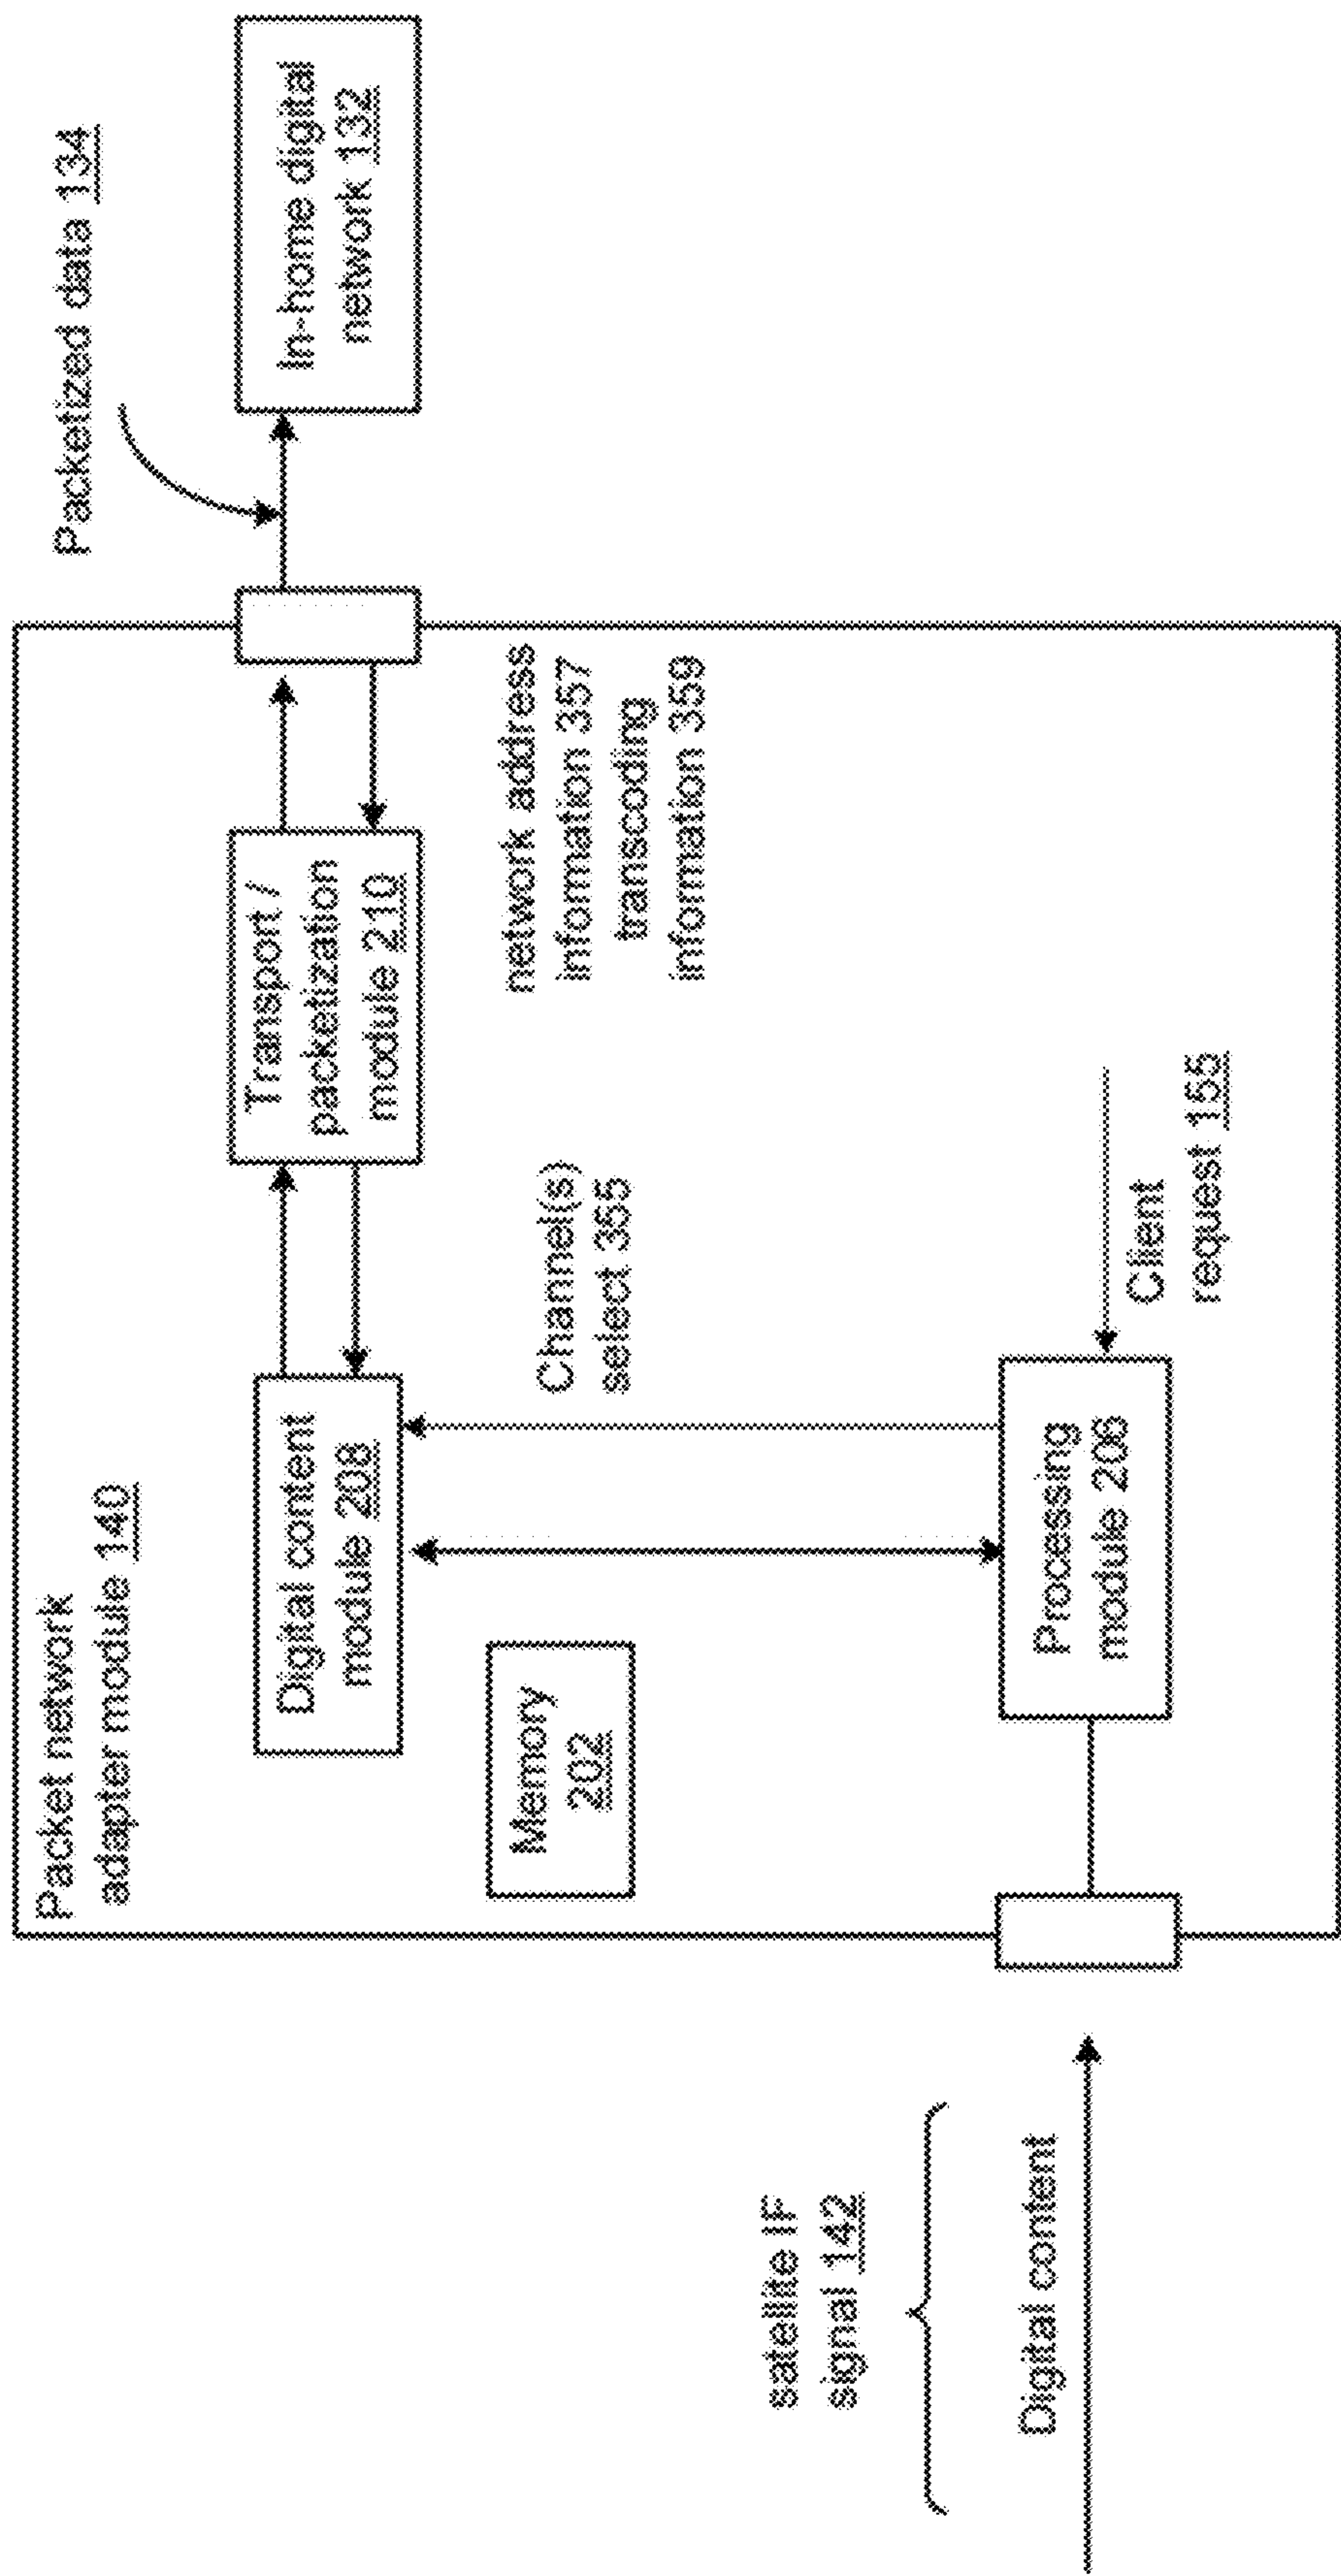 Packet network
adapter module 140
Packetized data 134
Digital content
module 208
Transport /
packetization
module 210
In-home digital
network 132
Memory
202
Channel(s)
select 355
network address
information 357
transcoding
information 359
satellite IF
signal 142
Digital content
Processing
module 206
Client
request 155